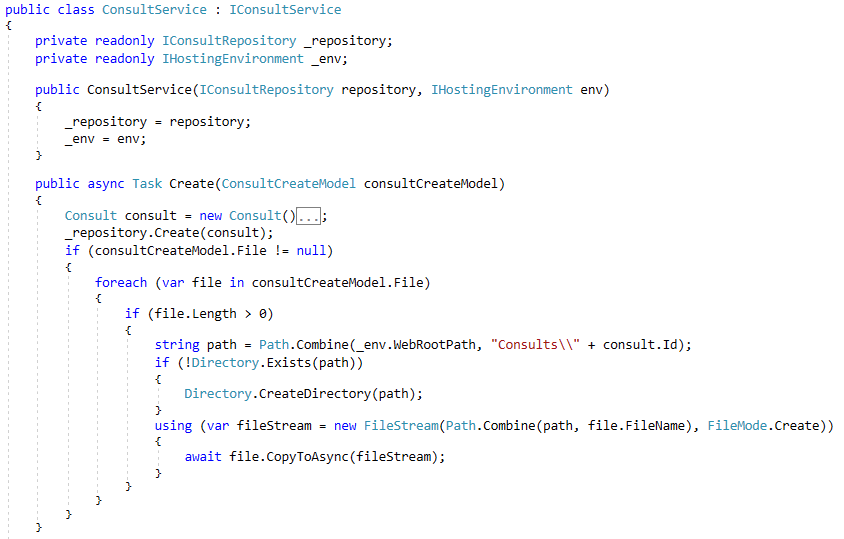 public class ConsultService : IConsultService
{
    private readonly IConsultRepository _repository;
    private readonly IHostingEnvironment _env;

    public ConsultService(IConsultRepository repository, IHostingEnvironment env)
    {
        _repository = repository;
        _env = env;
    }

    public async Task Create(ConsultCreateModel consultCreateModel)
    {
        Consult consult = new Consult()...;
        _repository.Create(consult);
        if (consultCreateModel.File != null)
        {
            foreach (var file in consultCreateModel.File)
            {
                if (file.Length > 0)
                {
                    string path = Path.Combine(_env.WebRootPath, "Consults\\" + consult.Id);
                    if (!Directory.Exists(path))
                    {
                        Directory.CreateDirectory(path);
                    }
                    using (var fileStream = new FileStream(Path.Combine(path, file.FileName), FileMode.Create))
                    {
                        await file.CopyToAsync(fileStream);
                    }
                }
            }
        }
    }